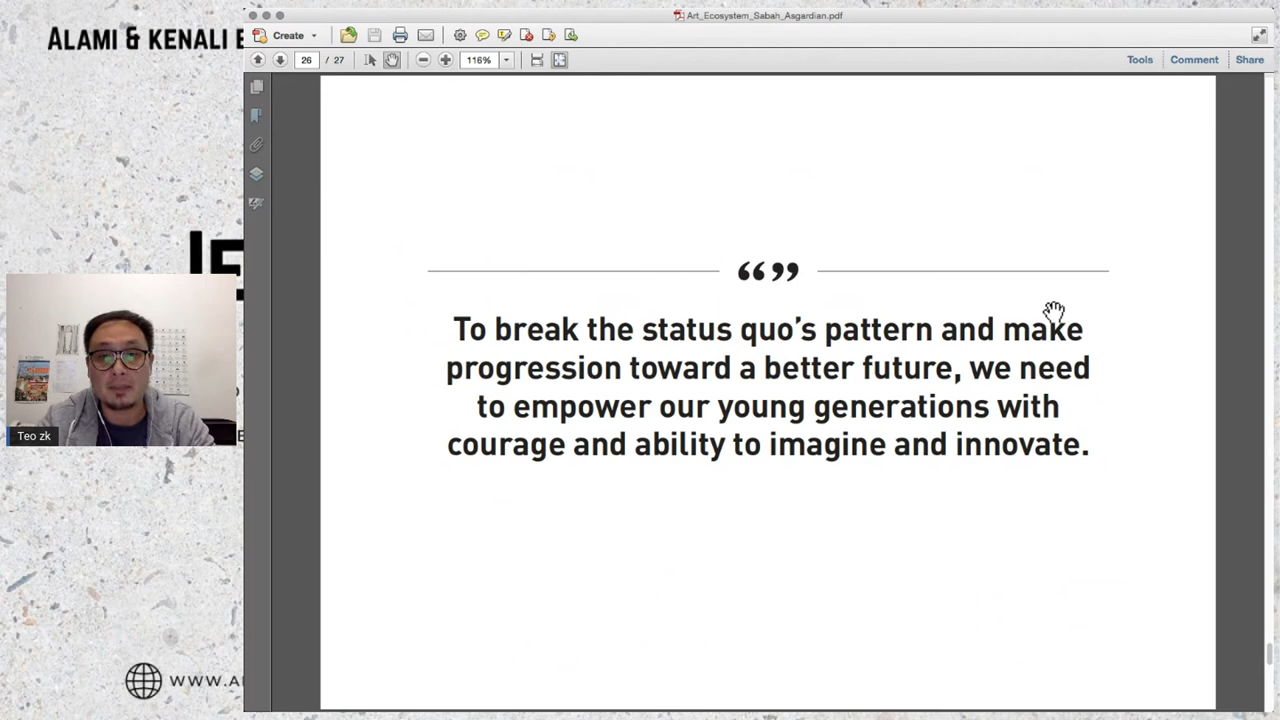 ALAMI & KENALI
Art_Ecosystem_Sabah_Asgardian.pdf
Create
26 / 27
116%
Tools
Comment
Share
“”
To break the status quo’s pattern and make
progression toward a better future, we need
to empower our young generations with
courage and ability to imagine and innovate.
Teo zk
WWW.A